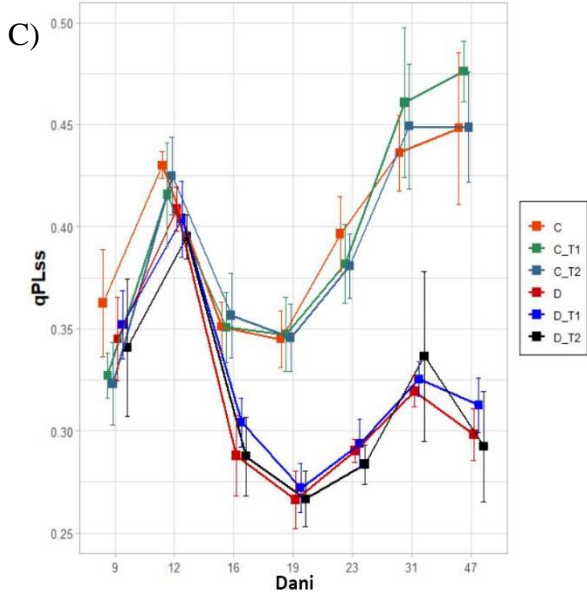 C)
0.50
0.45
0.40
0.35
0.30
0.25
qPLss
9 12 16 19 23 31 47
Dani
C
C_T1
C_T2
D
D_T1
D_T2